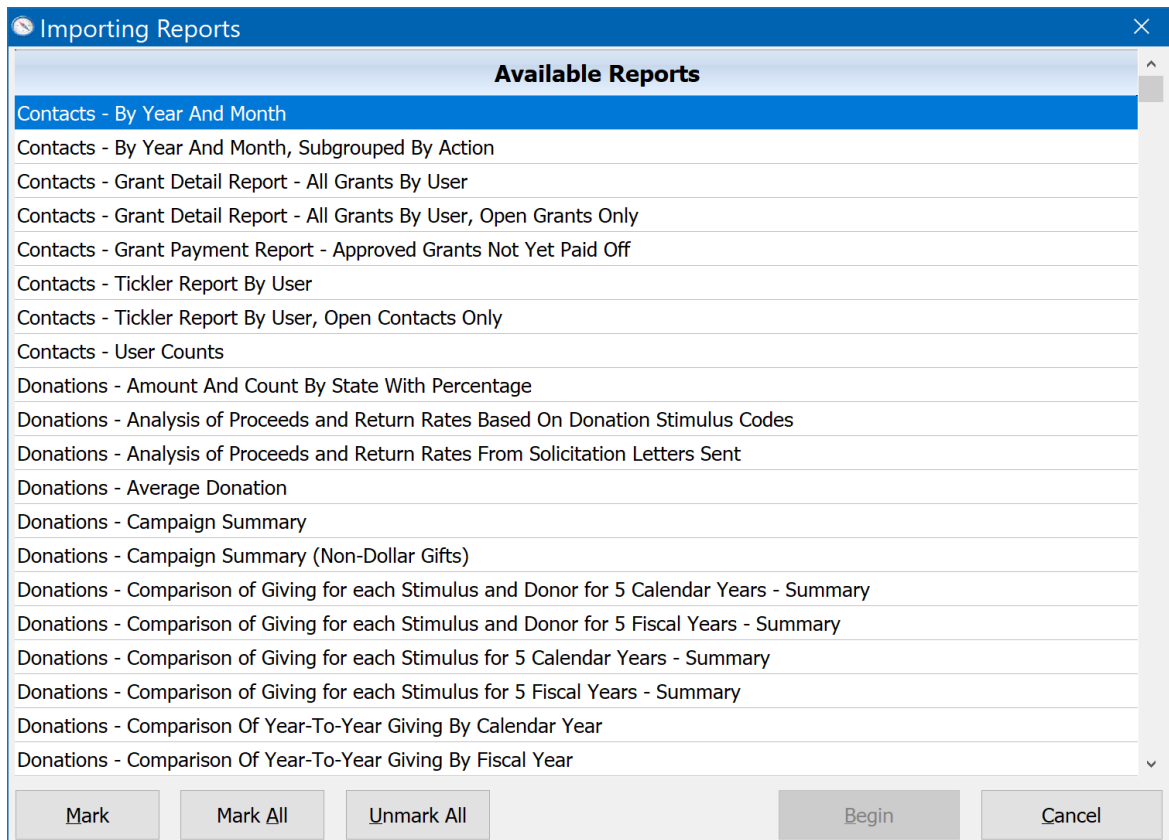 Importing Reports
Available Reports
Contacts - By Year And Month
Contacts - By Year And Month, Subgrouped By Action
Contacts - Grant Detail Report - All Grants By User
Contacts - Grant Detail Report - All Grants By User, Open Grants Only
Contacts - Grant Payment Report - Approved Grants Not Yet Paid Off
Contacts - Tickler Report By User
Contacts - Tickler Report By User, Open Contacts Only
Contacts - User Counts
Donations - Amount And Count By State With Percentage
Donations - Analysis of Proceeds and Return Rates Based On Donation Stimulus Codes
Donations - Analysis of Proceeds and Return Rates From Solicitation Letters Sent
Donations - Average Donation
Donations - Campaign Summary
Donations - Campaign Summary (Non-Dollar Gifts)
Donations - Comparison of Giving for each Stimulus and Donor for 5 Calendar Years - Summary
Donations - Comparison of Giving for each Stimulus and Donor for 5 Fiscal Years - Summary
Donations - Comparison of Giving for each Stimulus for 5 Calendar Years - Summary
Donations - Comparison of Giving for each Stimulus for 5 Fiscal Years - Summary
Donations - Comparison Of Year-To-Year Giving By Calendar Year
Donations - Comparison Of Year-To-Year Giving By Fiscal Year
Mark Mark All Unmark All Begin Cancel